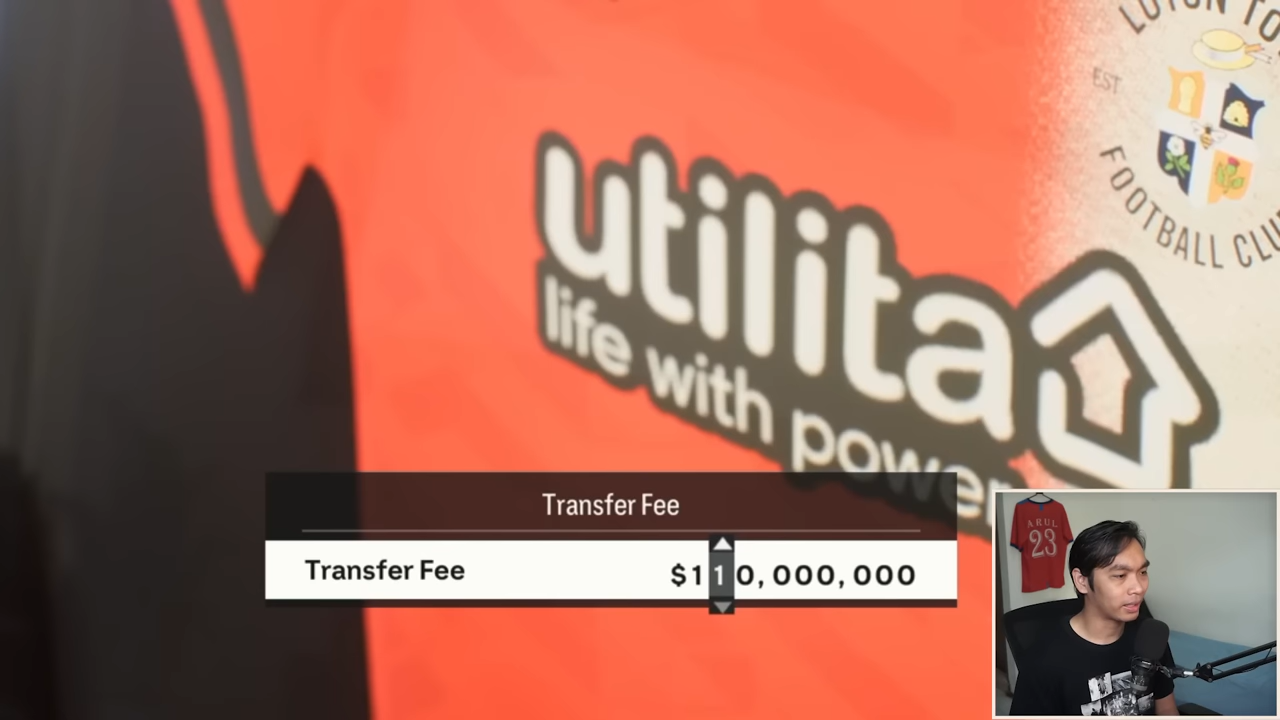 LUTON TO
EST
FOOTBALL CLU
utilita
life with power
Transfer Fee
Transfer Fee
$110,000,000
ARUL
23